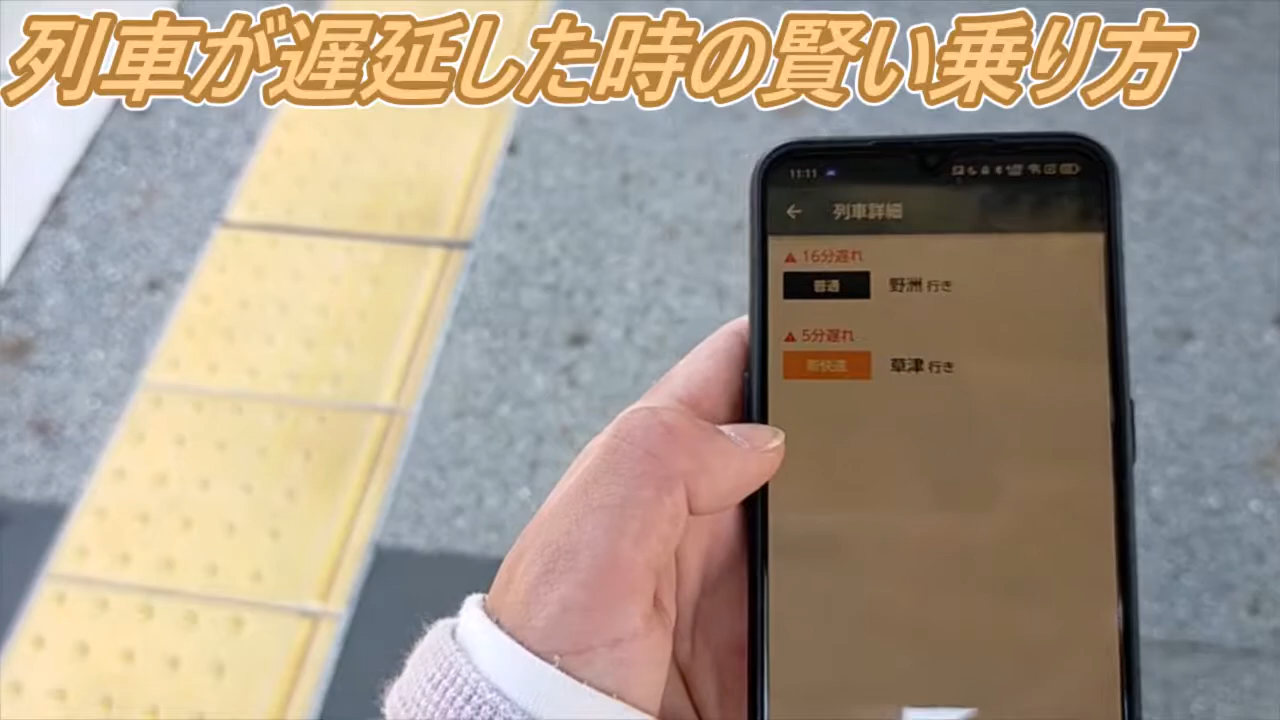 列車が遅延した時の賢い乗り方
11:11
列車詳細
16分遅れ
普通 野洲 行き
5分遅れ
新快速 草津 行き